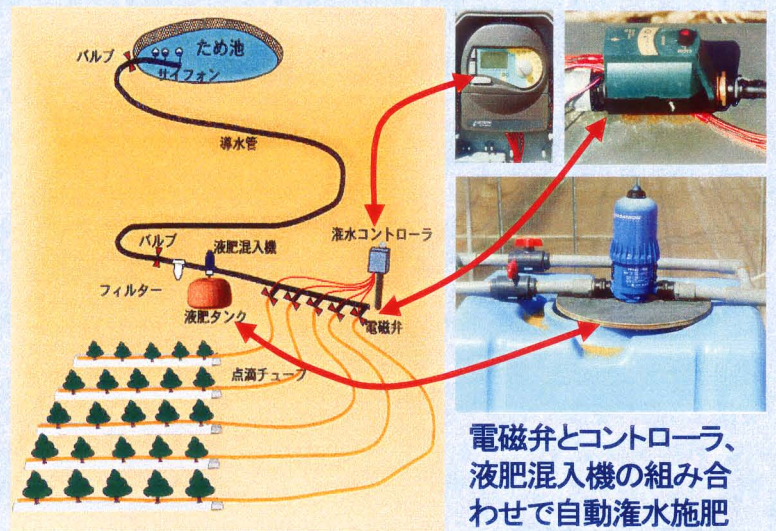 ため池
バルブ
サイフォン
導水管
バルブ
液肥混入機
潅水コントローラ
フィルター
液肥タンク
電磁弁
点滴チューブ
電磁弁とコントローラ、
液肥混入機の組み合
わせで自動潅水施肥